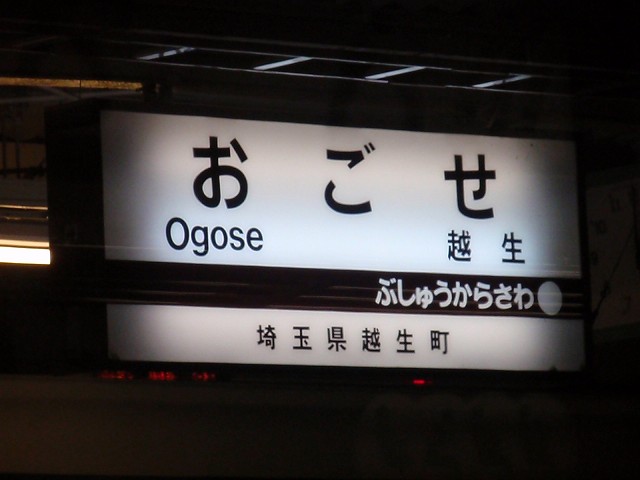 おごせ
Ogose 越生
ぶしゅうからさわ
埼玉県越生町